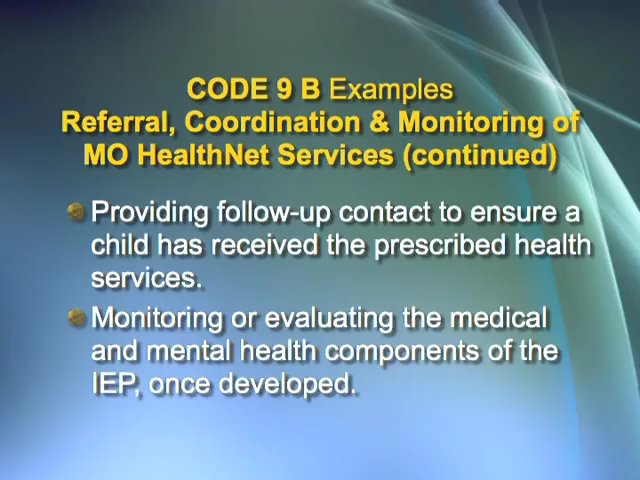 CODE 9 B Examples
Referral, Coordination & Monitoring of
MO HealthNet Services (continued)
Providing follow-up contact to ensure a
child has received the prescribed health
services.
Monitoring or evaluating the medical
and mental health components of the
IEP, once developed.